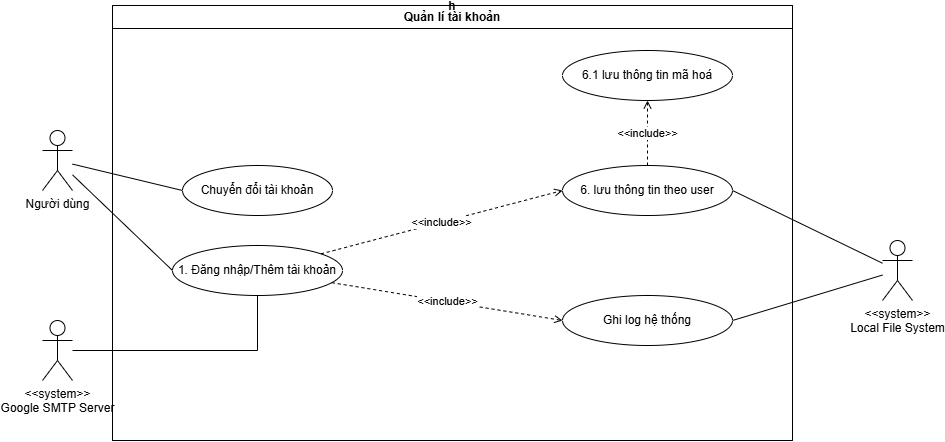 h
Quản lí tài khoản
6.1 lưu thông tin mã hoá
<<include>>
Người dùng
Chuyển đổi tài khoản
6. lưu thông tin theo user
<<include>>
1. Đăng nhập/Thêm tài khoản
<<include>>
Ghi log hệ thống
<<system>>
Local File System
<<system>>
Google SMTP Server